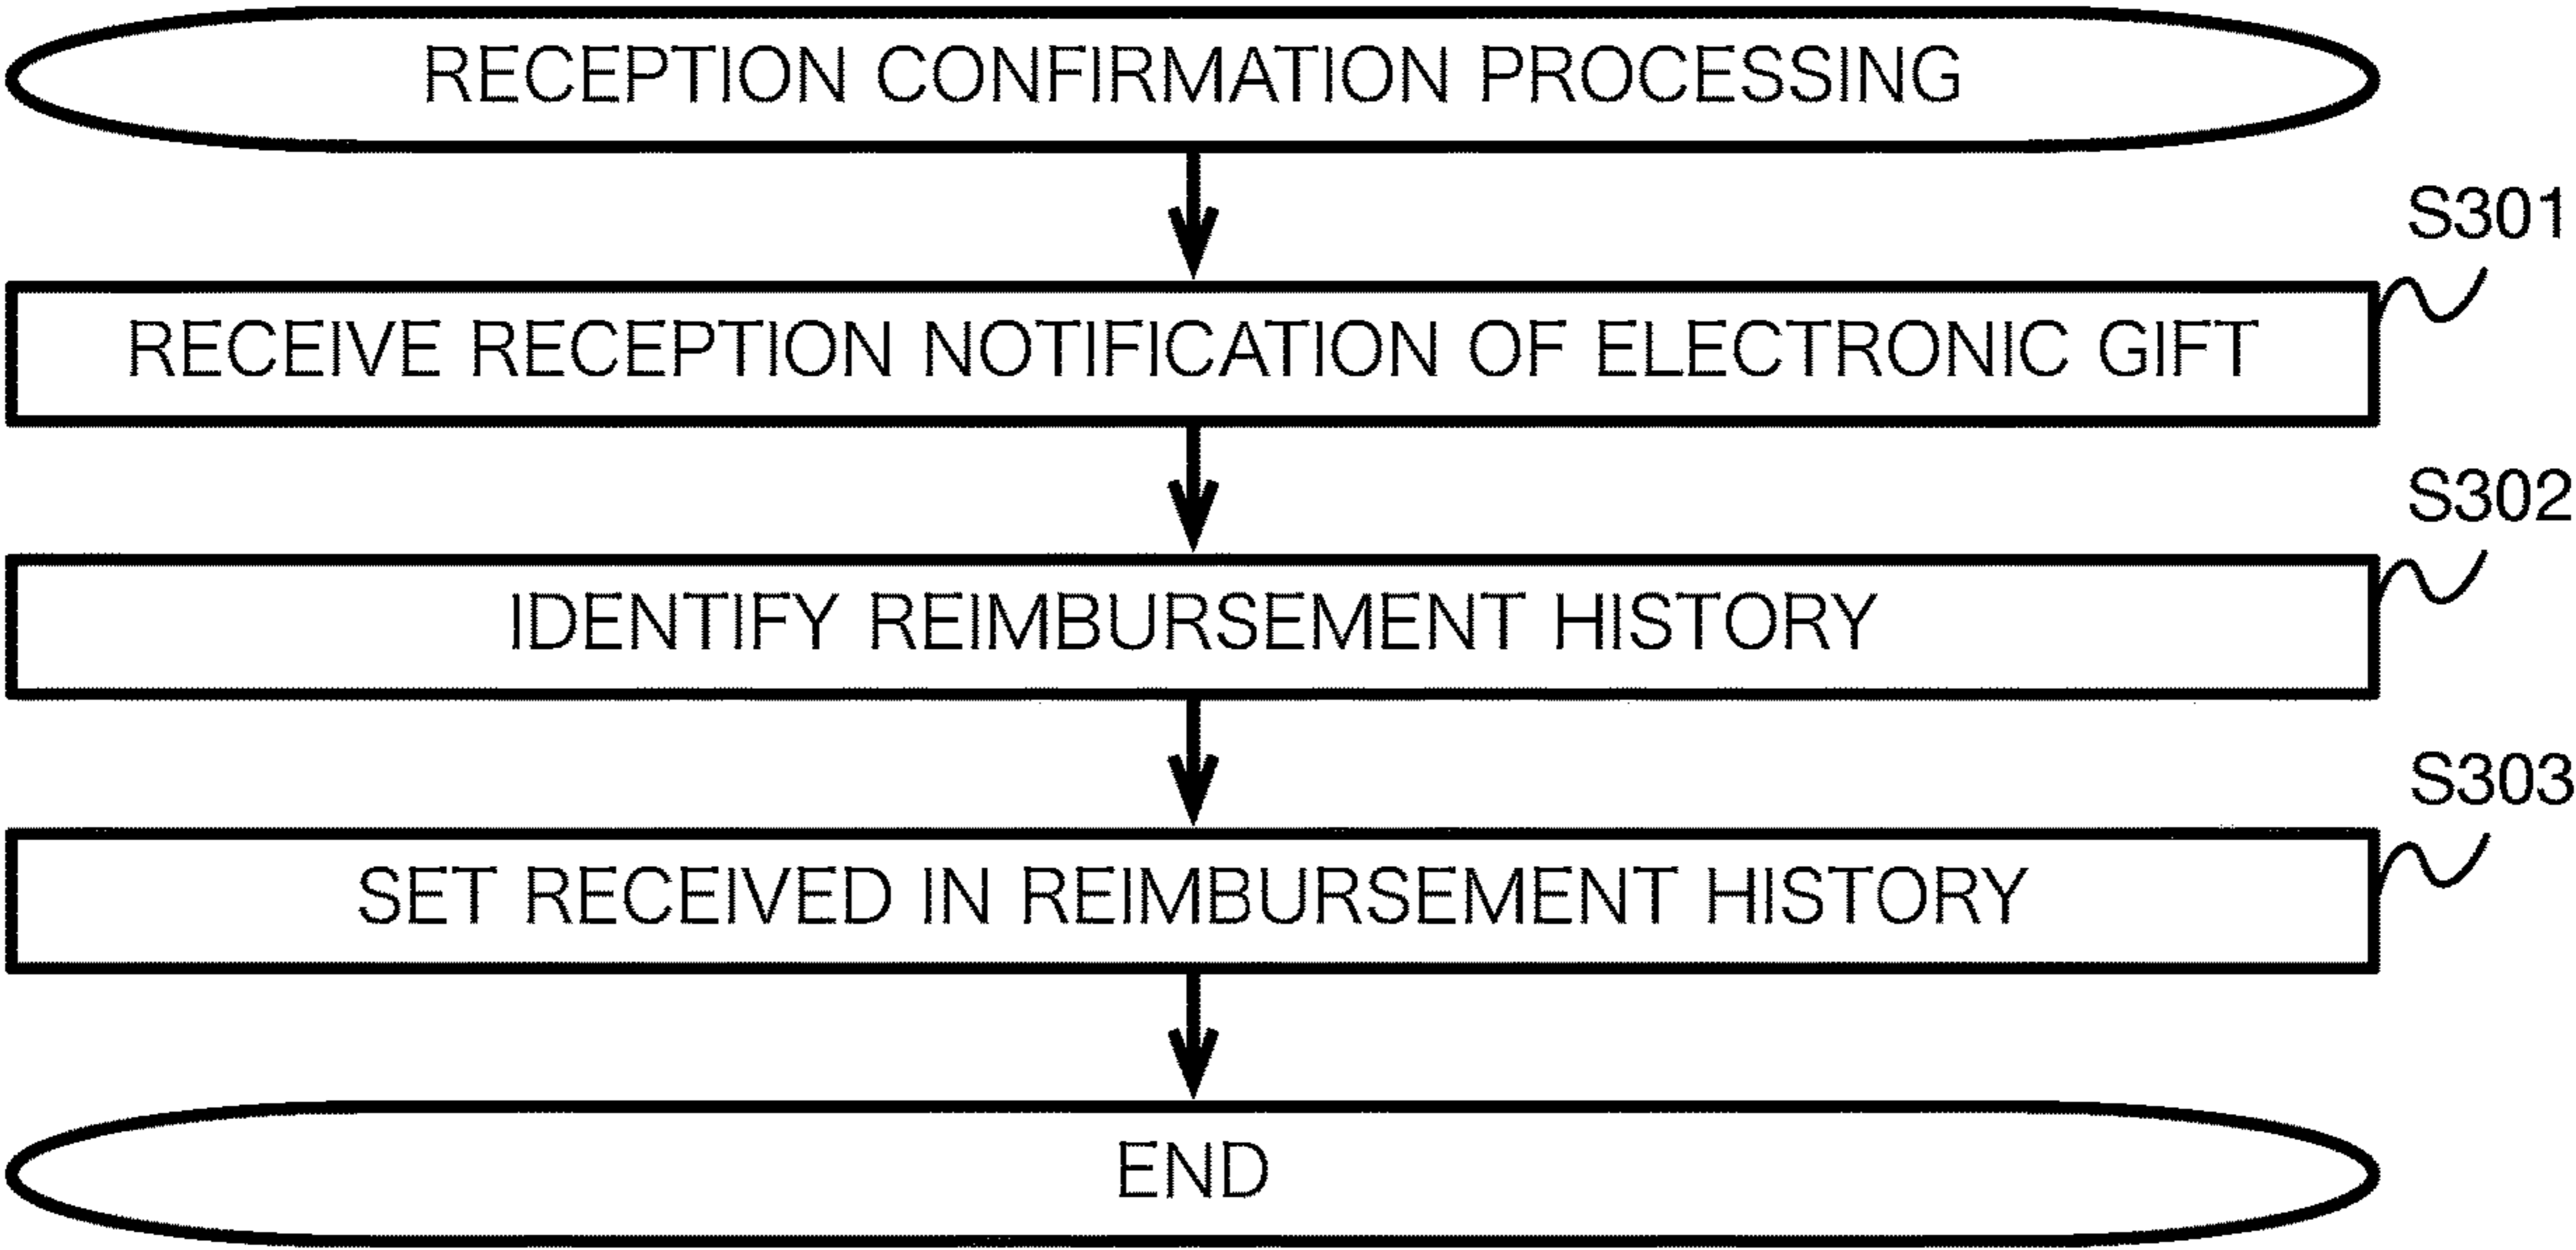 RECEPTION CONFIRMATION PROCESSING
S301
RECEIVE RECEPTION NOTIFICATION OF ELECTRONIC GIFT
S302
IDENTIFY REIMBURSEMENT HISTORY
S303
SET RECEIVED IN REIMBURSEMENT HISTORY
END